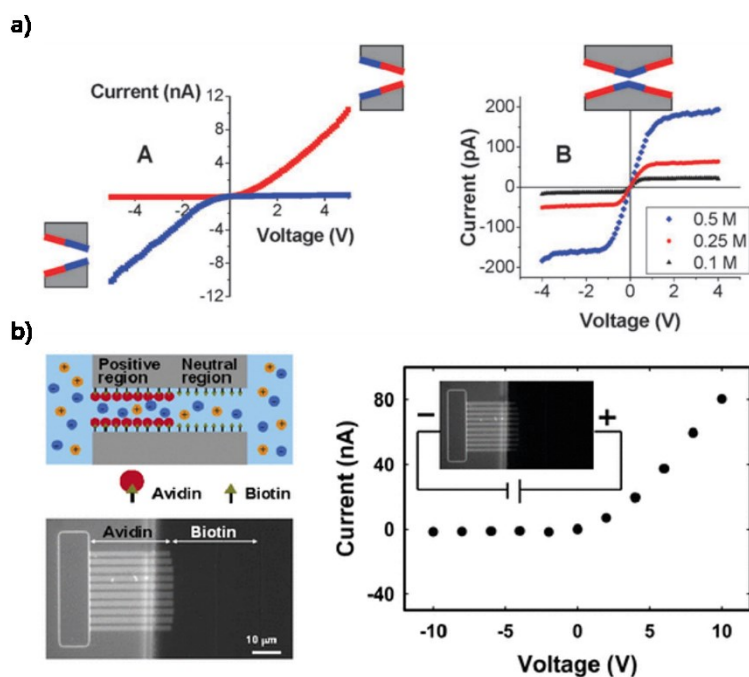 a)
Current (nA)
12
8
4
-4
-2
2
4
-4
-8
-12
A
Voltage (V)
200
100
0
-100
-200
Current (pA)
B
0.5 M
0.25 M
0.1 M
-4
-2
0
2
4
Voltage (V)
b)
Positive region
Neutral region
Avidin
Biotin
Avidin
Biotin
10 μm
80
40
0
-40
Current (nA)
−
+
-10
-5
0
5
10
Voltage (V)